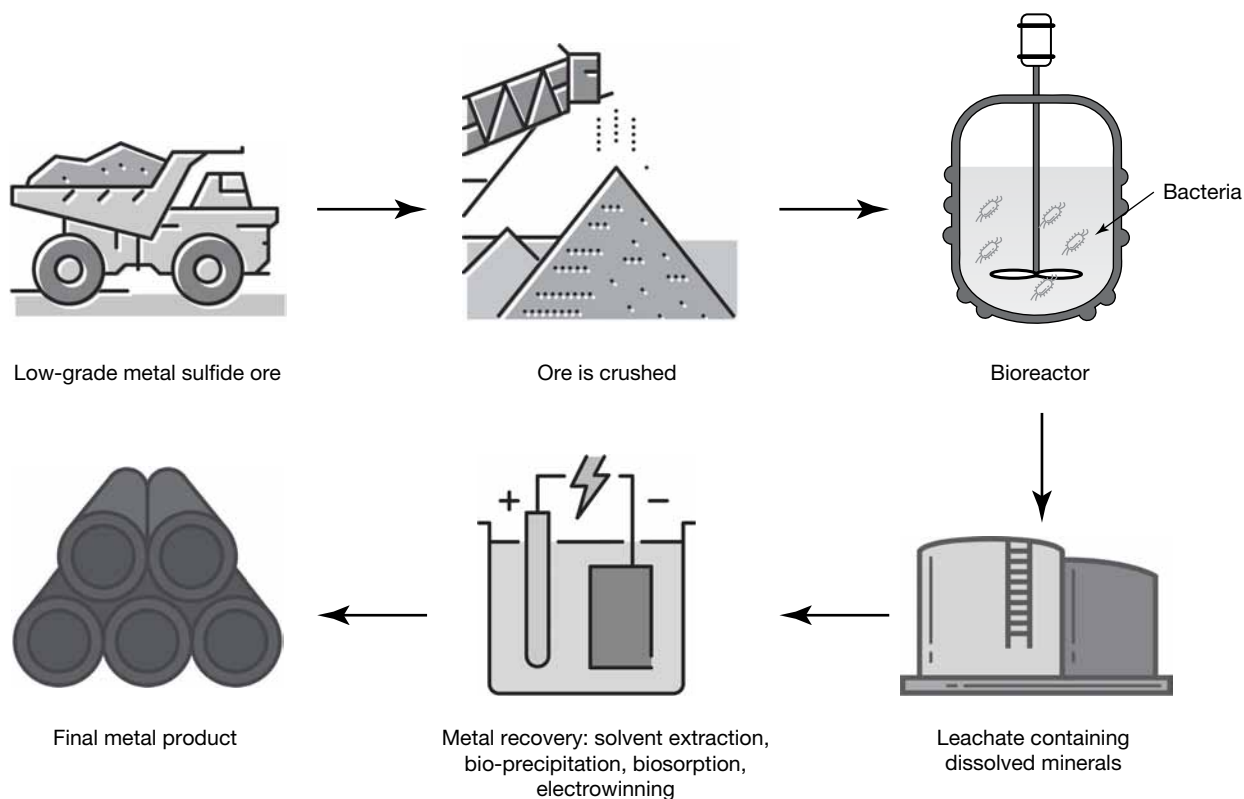 Bacteria
Low-grade metal sulfide ore
Ore is crushed
Bioreactor
+
−
Final metal product
Metal recovery: solvent extraction,
bio-precipitation, biosorption,
electrowinning
Leachate containing
dissolved minerals